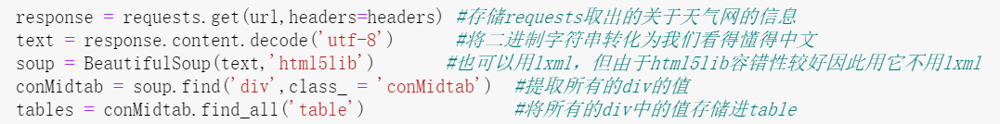 response = requests.get(url,headers=headers) #存储requests取出的关于天气网的信息
text = response.content.decode('utf-8') #将二进制字符串转化为我们看得懂得中文
soup = BeautifulSoup(text,'html5lib') #也可以用lxml，但由于html5lib容错性较好因此用它不用lxml
conMidtab = soup.find('div',class_ = 'conMidtab') #提取所有的div的值
tables = conMidtab.find_all('table') #将所有的div中的值存储进table